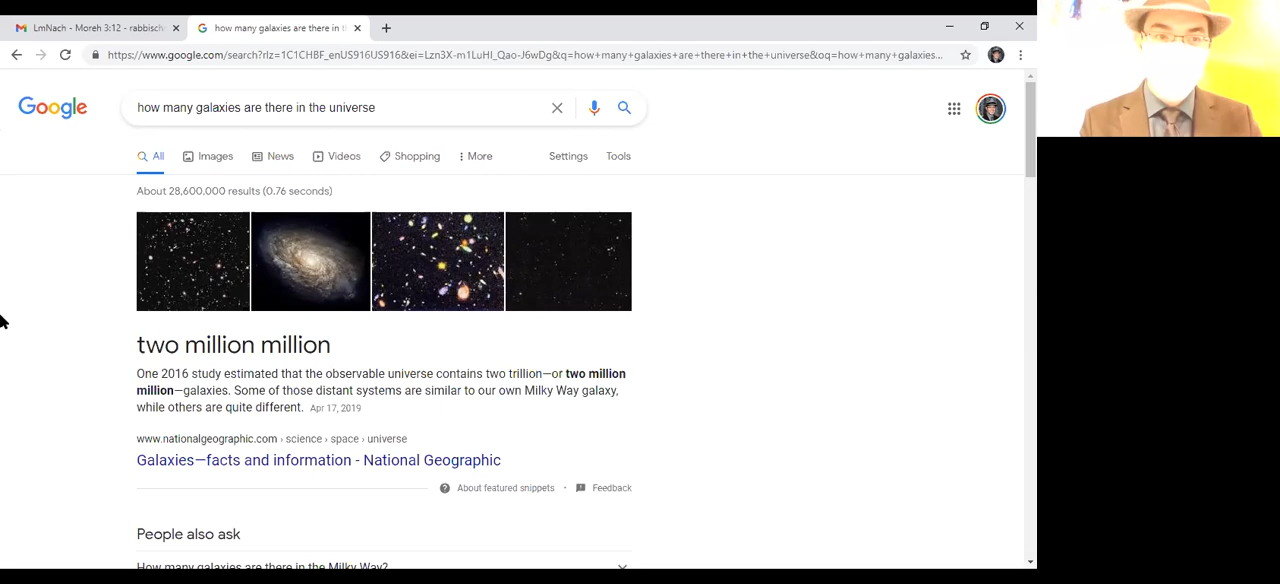 LmNach - Moreh 3:12 - rabbisch
how many galaxies are there in t
https://www.google.com/search?rlz=1C1CHBF_enUS916US916&ei=Lzn3X-m1LuHI_Qao-J6wDg&q=how+many+galaxies+are+there+in+the+universe&oq=how+many+galaxies...
Google
how many galaxies are there in the universe
All Images News Videos Shopping More Settings Tools
About 28,600,000 results (0.76 seconds)
two million million
One 2016 study estimated that the observable universe contains two trillion—or two million
million—galaxies. Some of those distant systems are similar to our own Milky Way galaxy,
while others are quite different. Apr 17, 2019
www.nationalgeographic.com › science › space › universe
Galaxies—facts and information - National Geographic
About featured snippets · Feedback
People also ask
How many galaxies are there in the Milky Way?